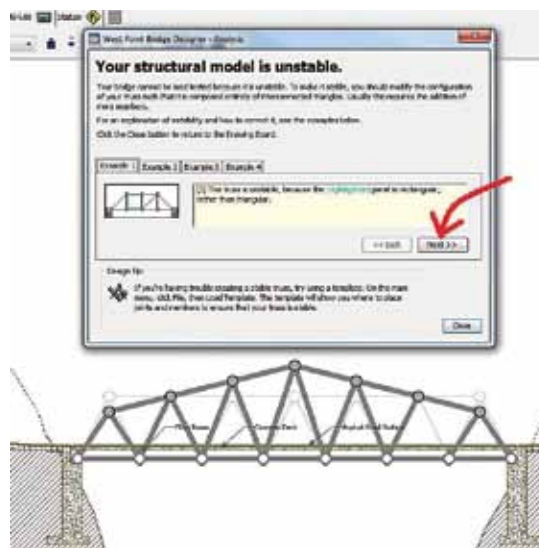 West Point Bridge Designer -
Your structural model is unstable.
Your bridge cannot be load tested because it is unstable. To make it stable, you should modify the configuration
of your truss such that it is composed entirely of interconnected triangles. Usually this requires the addition of
more members.
For an explanation of instability and how to correct it, see the examples below.
Click the Close button to return to the Drawing Board.
Example 1 Example 2 Example 3 Example 4
[1] The truss is unstable, because the highlighted panel is rectangular,
rather than triangular.
<< Back Next >>
Design Tip
If you're having trouble creating a stable truss, try using a template. On the main
menu, click File, then Load Template. The template will show you where to place
joints and members to ensure that your truss is stable.
Close